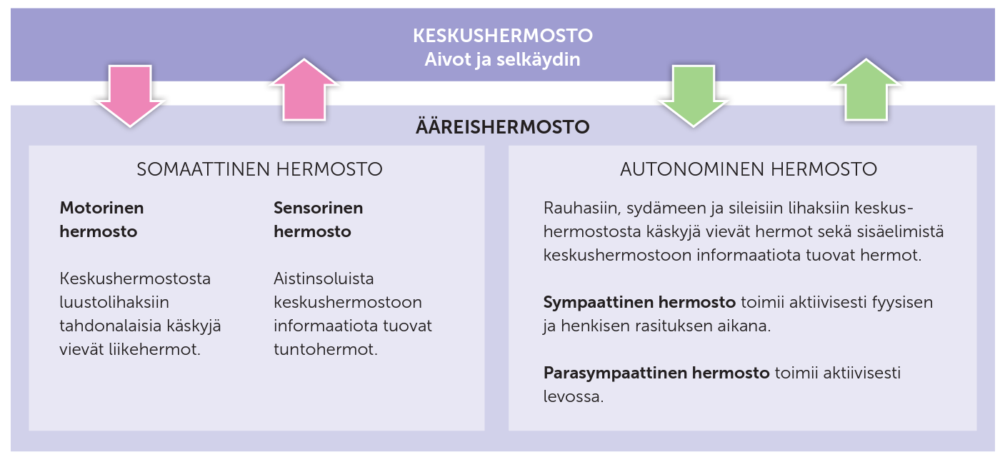 KESKUSHERMOSTO
Aivot ja selkäydin
ÄÄREISHERMOSTO
SOMAATTINEN HERMOSTO
Motorinen
hermosto
Keskushermostosta
luustolihaksiin
tahdonalaisia käskyjä
vievät liikehermot.
Sensorinen
hermosto
Aistinsoluista
keskushermostoon
informaatiota tuovat
tuntohermot.
AUTONOMINEN HERMOSTO
Rauhasiin, sydämeen ja sileisiin lihaksiin keskus-
hermostosta käskyjä vievät hermot sekä sisäelimistä
keskushermostoon informaatiota tuovat hermot.
Sympaattinen hermosto toimii aktiivisesti fyysisen
ja henkisen rasituksen aikana.
Parasympaattinen hermosto toimii aktiivisesti
levossa.